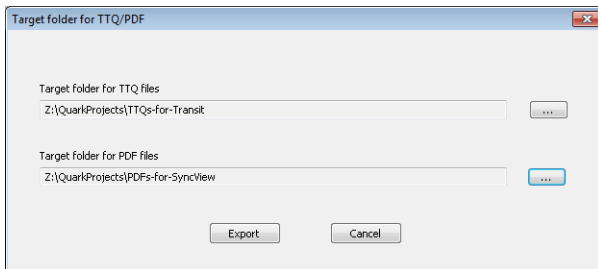 Target folder for TTQ/PDF
Target folder for TTQ files
Z:\QuarkProjects\TTQs-for-Transit
...
Target folder for PDF files
Z:\QuarkProjects\PDFs-for-SyncView
...
Export Cancel